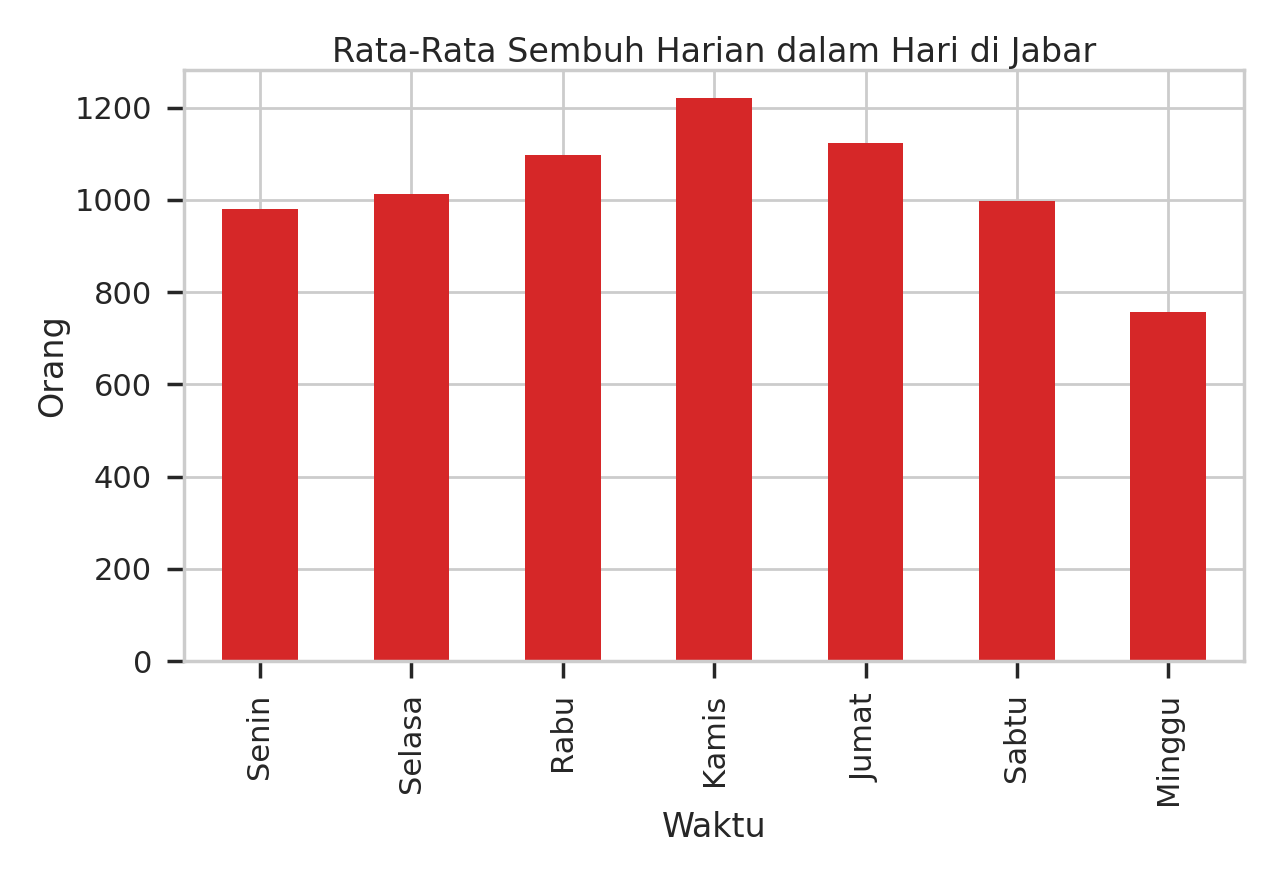 Rata-Rata Sembuh Harian dalam Hari di Jabar
1200
1000
800
600
400
200
0
Orang
Senin
Selasa
Rabu
Kamis
Jumat
Sabtu
Minggu
Waktu